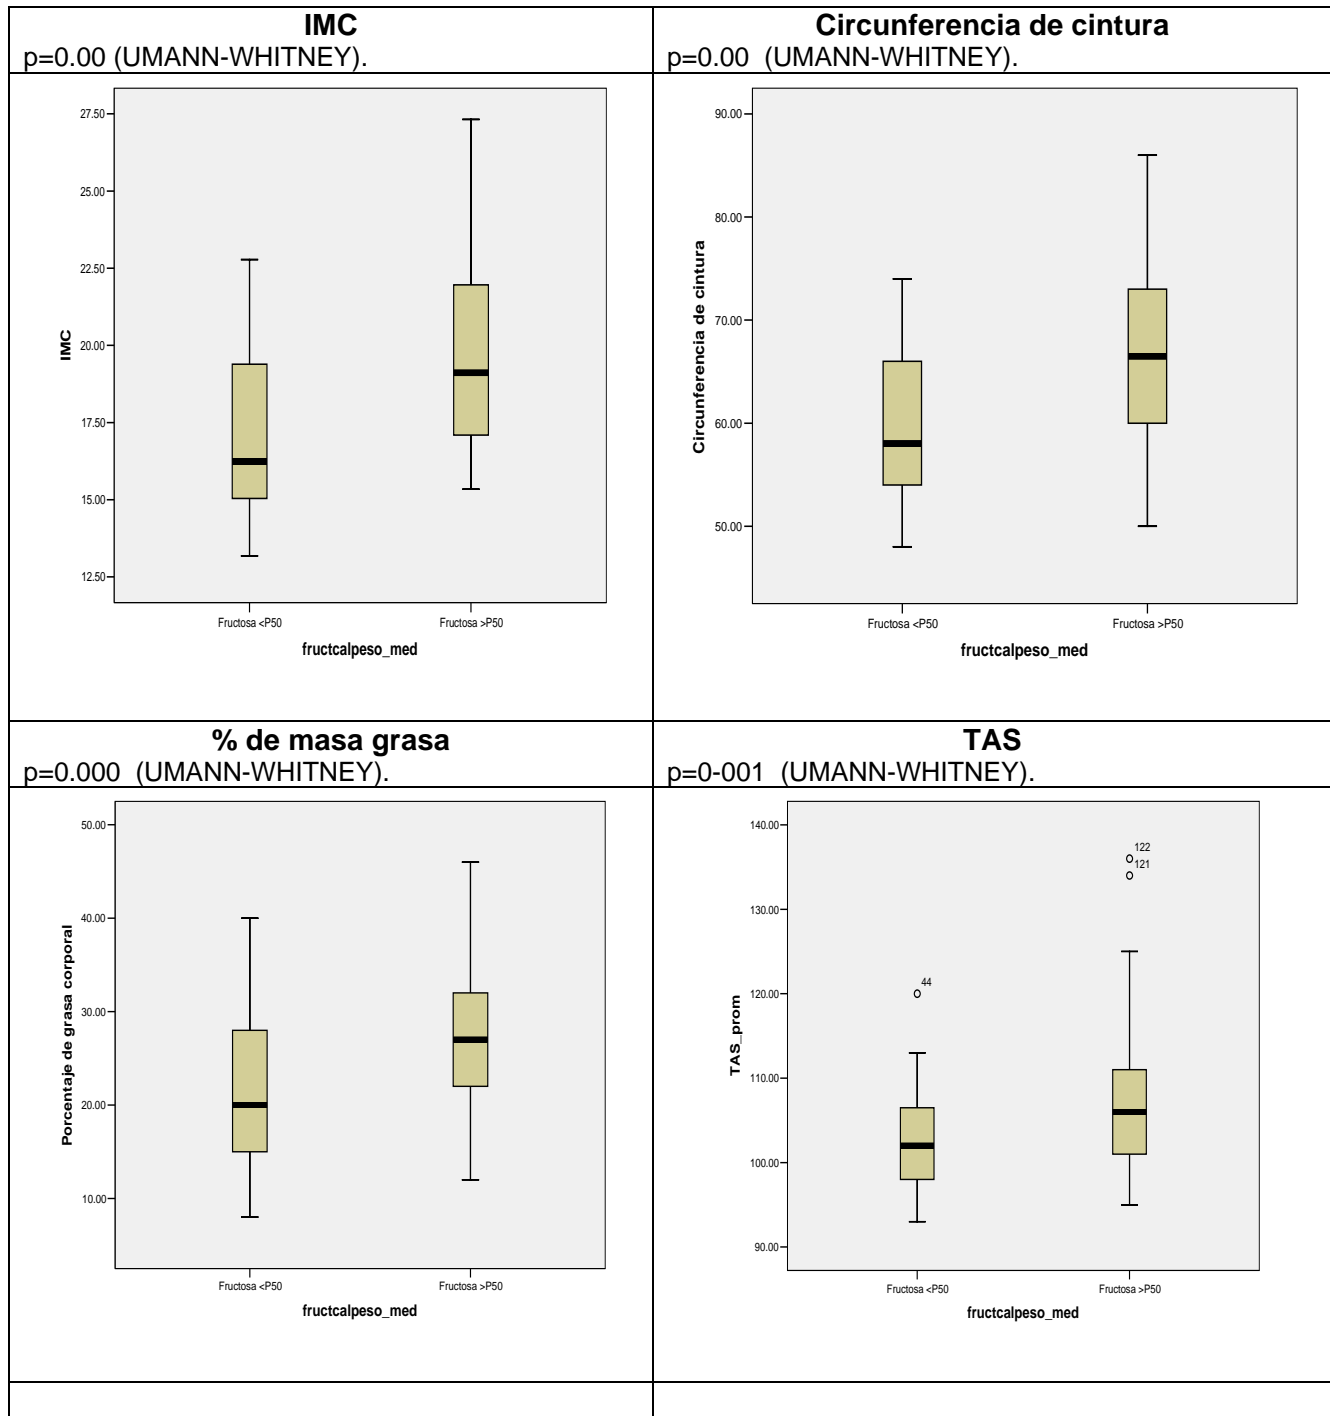 IMC
p=0.00 (UMANN-WHITNEY).
Circunferencia de cintura
p=0.00 (UMANN-WHITNEY).
27.50
25.00
22.50
20.00
17.50
15.00
12.50
IMC
Fructosa <P50
Fructosa >P50
fructcalpeso_med
90.00
80.00
70.00
60.00
50.00
Circunferencia de cintura
Fructosa <P50
Fructosa >P50
fructcalpeso_med
% de masa grasa
p=0.000 (UMANN-WHITNEY).
TAS
p=0-001 (UMANN-WHITNEY).
50.00
40.00
30.00
20.00
10.00
Porcentaje de grasa corporal
Fructosa <P50
Fructosa >P50
fructcalpeso_med
140.00
130.00
120.00
110.00
100.00
90.00
TAS_prom
122
121
44
Fructosa <P50
Fructosa >P50
fructcalpeso_med